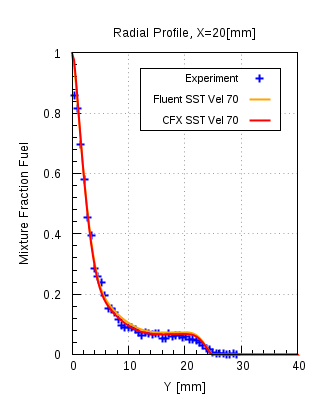 Radial Profile, X=20[mm]
1
Experiment
Fluent SST Vel 70
0.8
CFX SST Vel 70
0.6
Mixture Fraction Fuel
0.4
0.2
0
0 10 20 30 40
Y [mm]